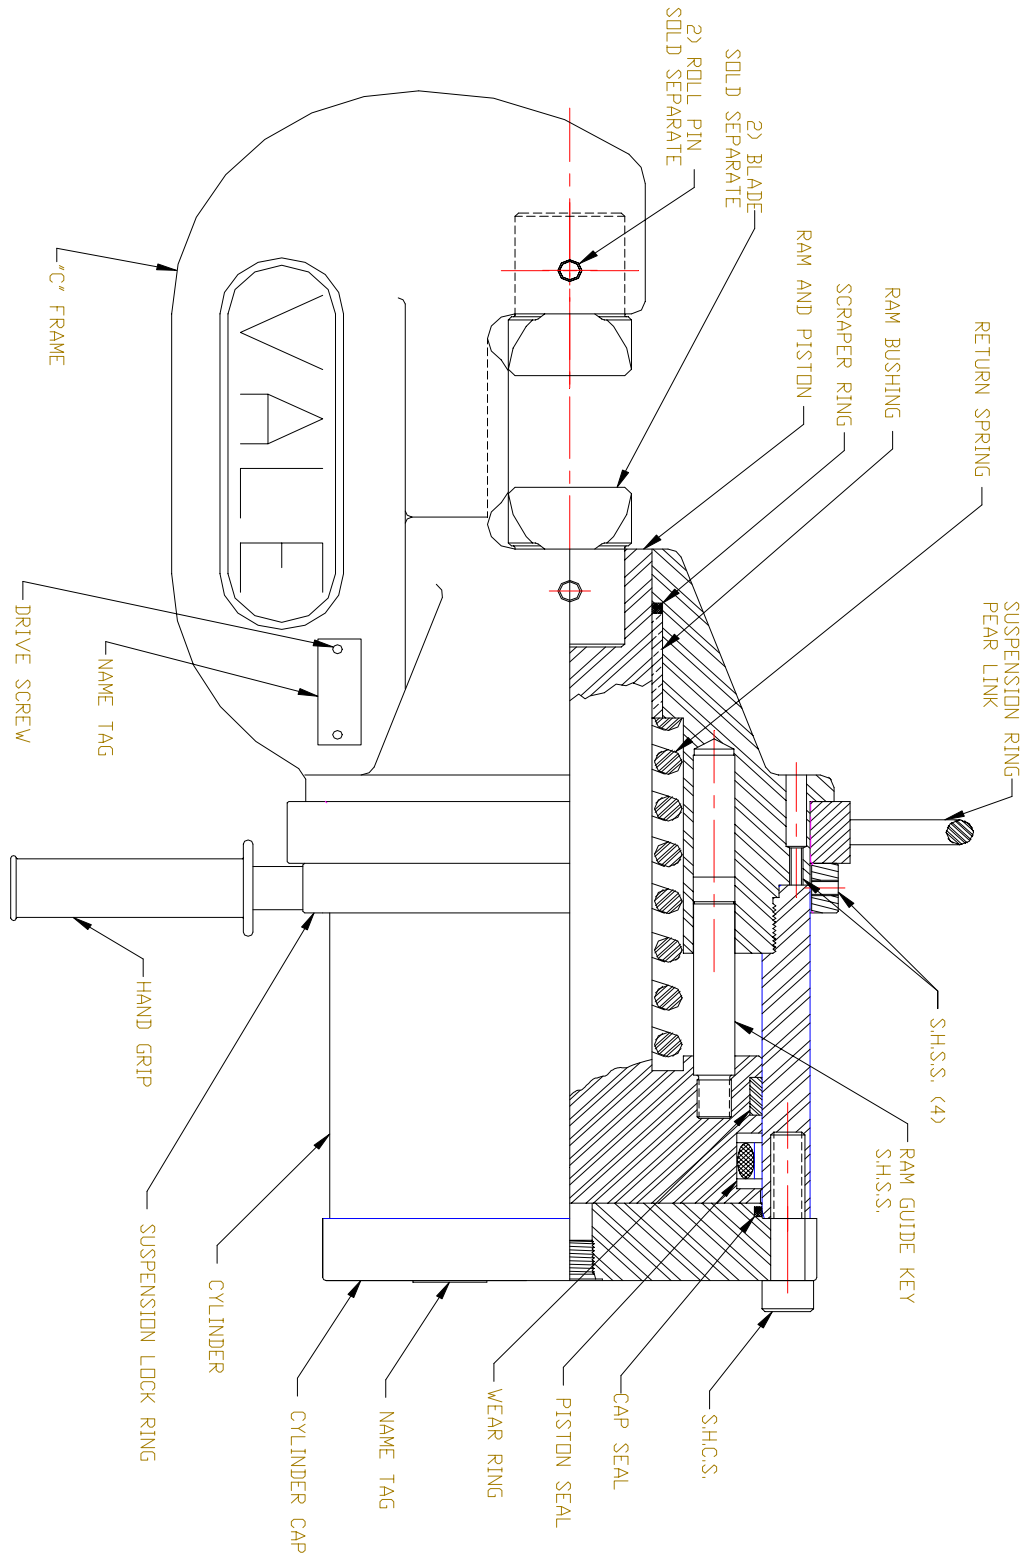 SUSPENSION RING
PEAR LINK
RETURN SPRING
RAM BUSHING
SCRAPER RING
RAM AND PISTON
2) BLADE
SOLD SEPARATE
2) ROLL PIN
SOLD SEPARATE
S.H.S.S. (4)
RAM GUIDE KEY
S.H.S.S.
S.H.C.S.
CAP SEAL
PISTON SEAL
WEAR RING
NAME TAG
CYLINDER CAP
CYLINDER
SUSPENSION LOCK RING
HAND GRIP
VALE
"C" FRAME
NAME TAG
DRIVE SCREW